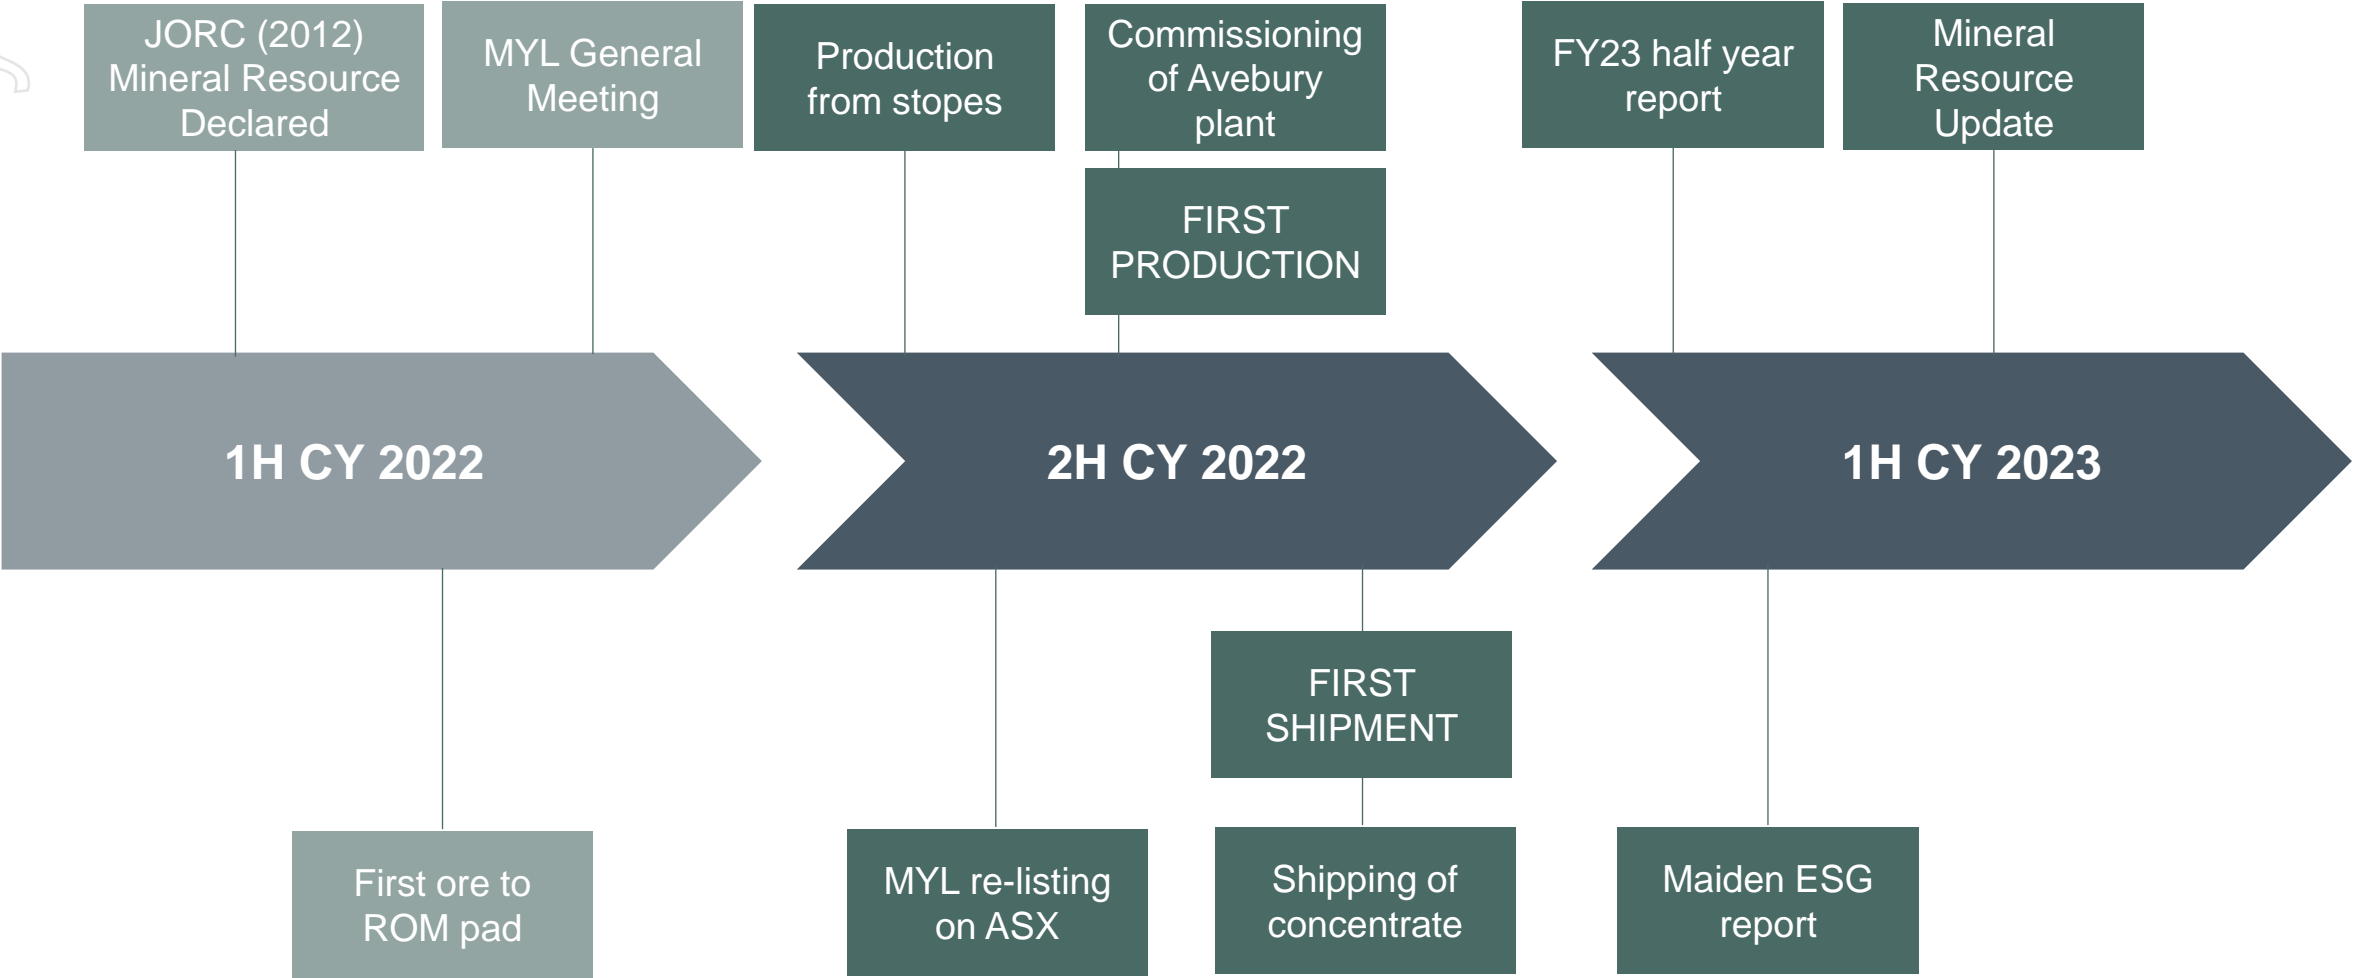 JORC (2012)
Mineral Resource
Declared
MYL General
Meeting
Production
from stopes
Commissioning
of Avebury
plant
FIRST
PRODUCTION
FY23 half year
report
Mineral
Resource
Update
1H CY 2022
2H CY 2022
1H CY 2023
First ore to
ROM pad
MYL re-listing
on ASX
FIRST
SHIPMENT
Shipping of
concentrate
Maiden ESG
report